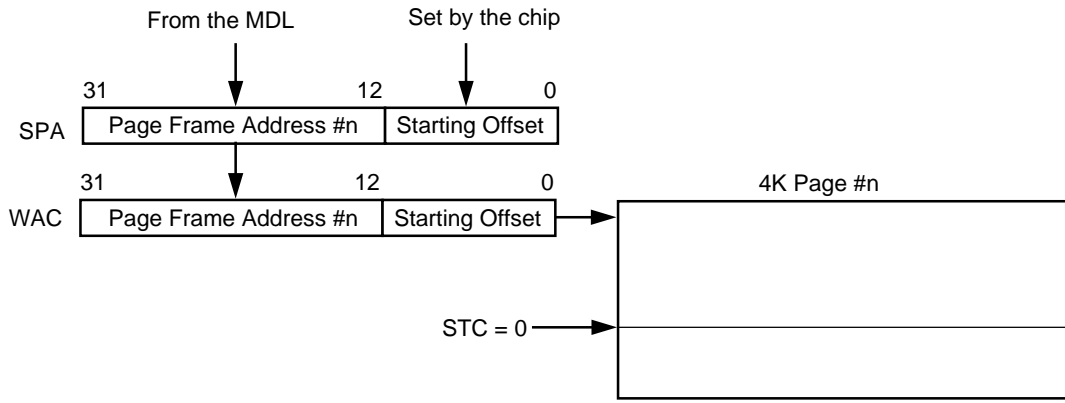 From the MDL
Set by the chip
31 12 0
SPA Page Frame Address #n Starting Offset
31 12 0
4K Page #n
WAC Page Frame Address #n Starting Offset
STC = 0